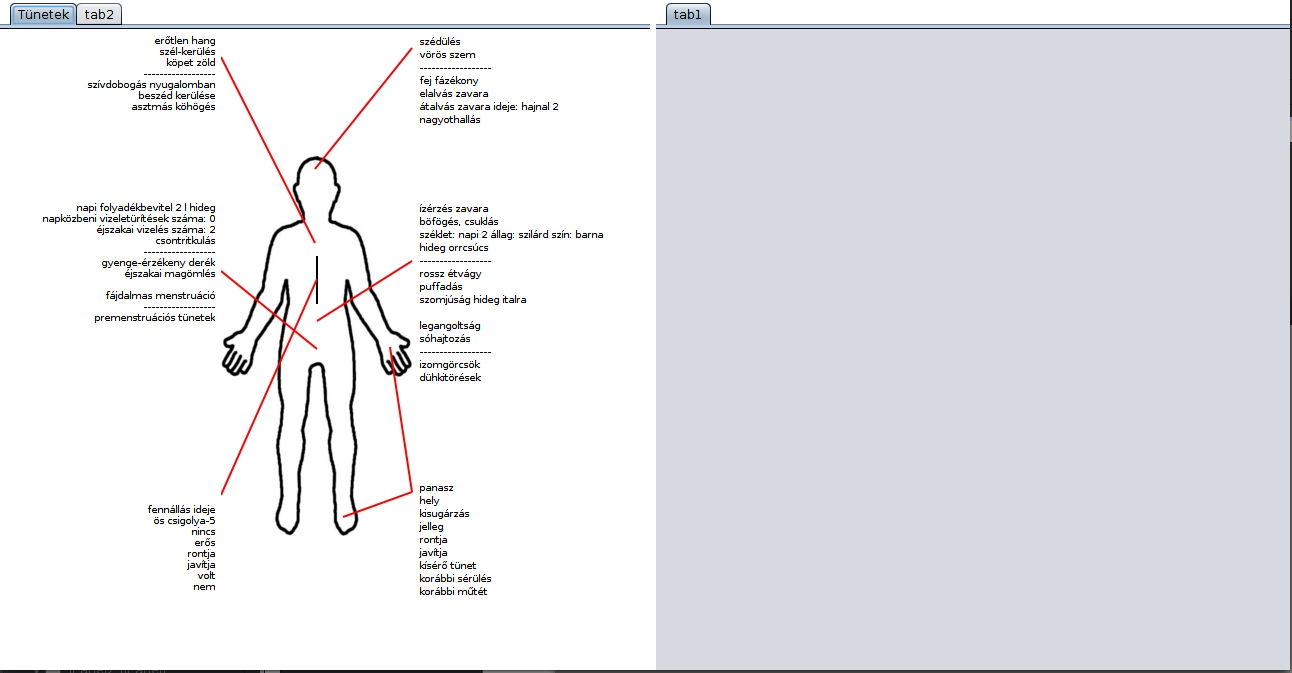 Tünetek
tab2
tab1
erőtlen hang
szél-kerülés
köpet zöld
------------------
szívdobogás nyugalomban
beszéd kerülése
asztmás köhögés
szédülés
vörös szem
------------------
fej fázékony
elalvás zavara
átalvás zavara ideje: hajnal 2
nagyothallás
napi folyadékbevitel 2 l hideg
napközbeni vizeletürítések száma: 0
éjszakai vizelés száma: 2
csontritkulás
------------------
gyenge-érzékeny derék
éjszakai magömlés
fájdalmas menstruáció
------------------
premenstruációs tünetek
ízérzés zavara
böfögés, csuklás
széklet: napi 2 állag: szilárd szín: barna
hideg orrcsúcs
------------------
rossz étvágy
puffadás
szomjúság hideg italra
legangoltság
sóhajtozás
------------------
izomgörcsök
dühkitörések
fennállás ideje
ös csigolya-5
nincs
erős
rontja
javítja
volt
nem
panasz
hely
kisugárzás
jelleg
rontja
javítja
kísérő tünet
korábbi sérülés
korábbi műtét